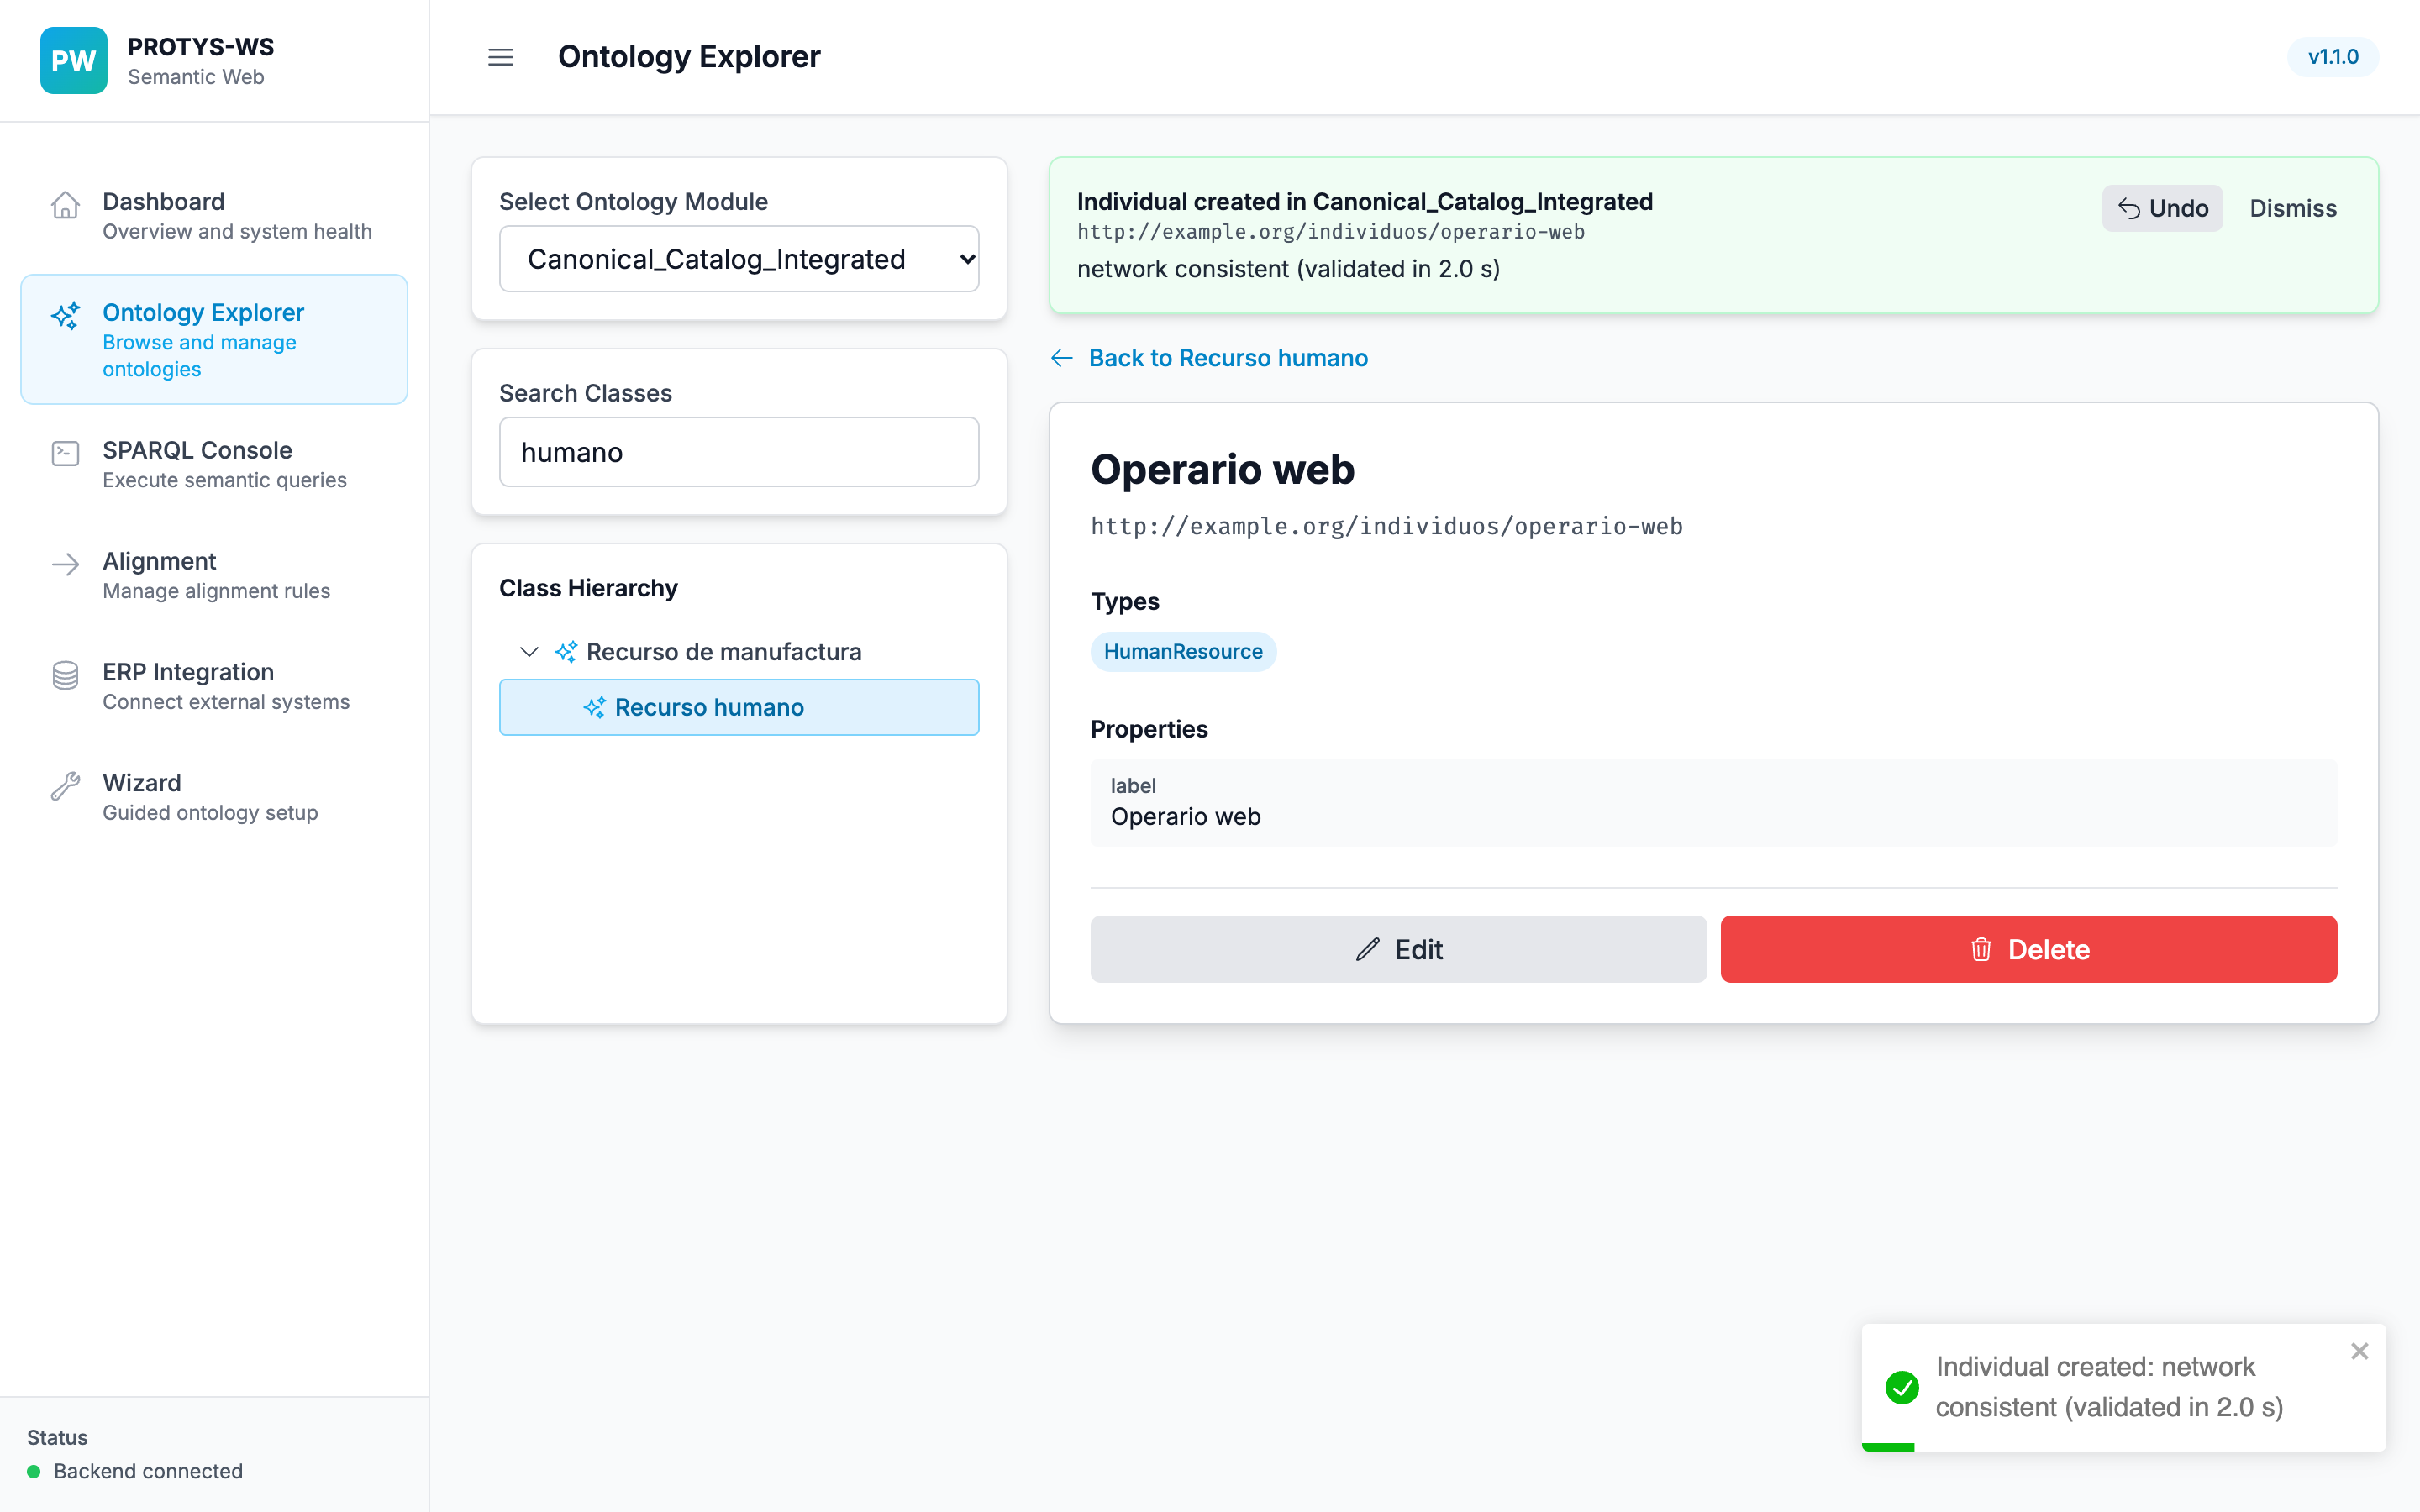 PW
PROTYS-WS
Semantic Web
Dashboard
Overview and system health
Ontology Explorer
Browse and manage
ontologies
SPARQL Console
Execute semantic queries
Alignment
Manage alignment rules
ERP Integration
Connect external systems
Wizard
Guided ontology setup
Status
Backend connected
Ontology Explorer
v1.1.0
Select Ontology Module
Canonical_Catalog_Integrated
Search Classes
humano
Class Hierarchy
Recurso de manufactura
Recurso humano
Individual created in Canonical_Catalog_Integrated
http://example.org/individuos/operario-web
network consistent (validated in 2.0 s)
Undo
Dismiss
Back to Recurso humano
Operario web
http://example.org/individuos/operario-web
Types
HumanResource
Properties
label
Operario web
Edit
Delete
Individual created: network
consistent (validated in 2.0 s)